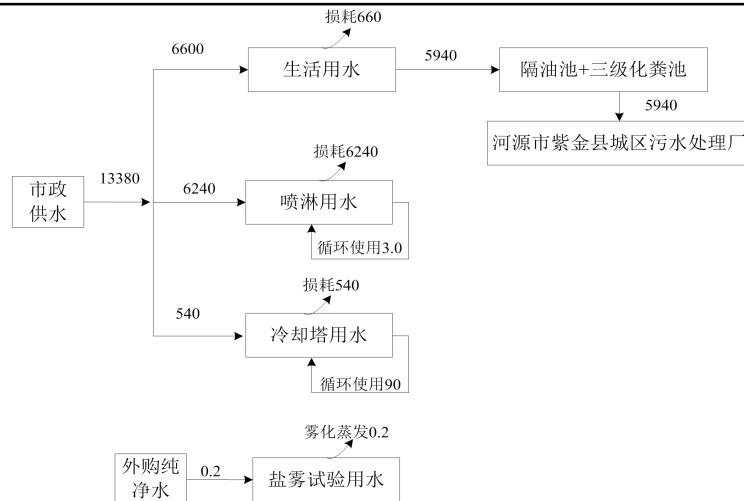 损耗660
6600
生活用水
5940
隔油池+三级化粪池
5940
河源市紫金县城区污水处理厂
损耗6240
市政
供水
13380
6240
喷淋用水
循环使用3.0
损耗540
540
冷却塔用水
循环使用90
雾化蒸发0.2
外购纯
净水
0.2
盐雾试验用水